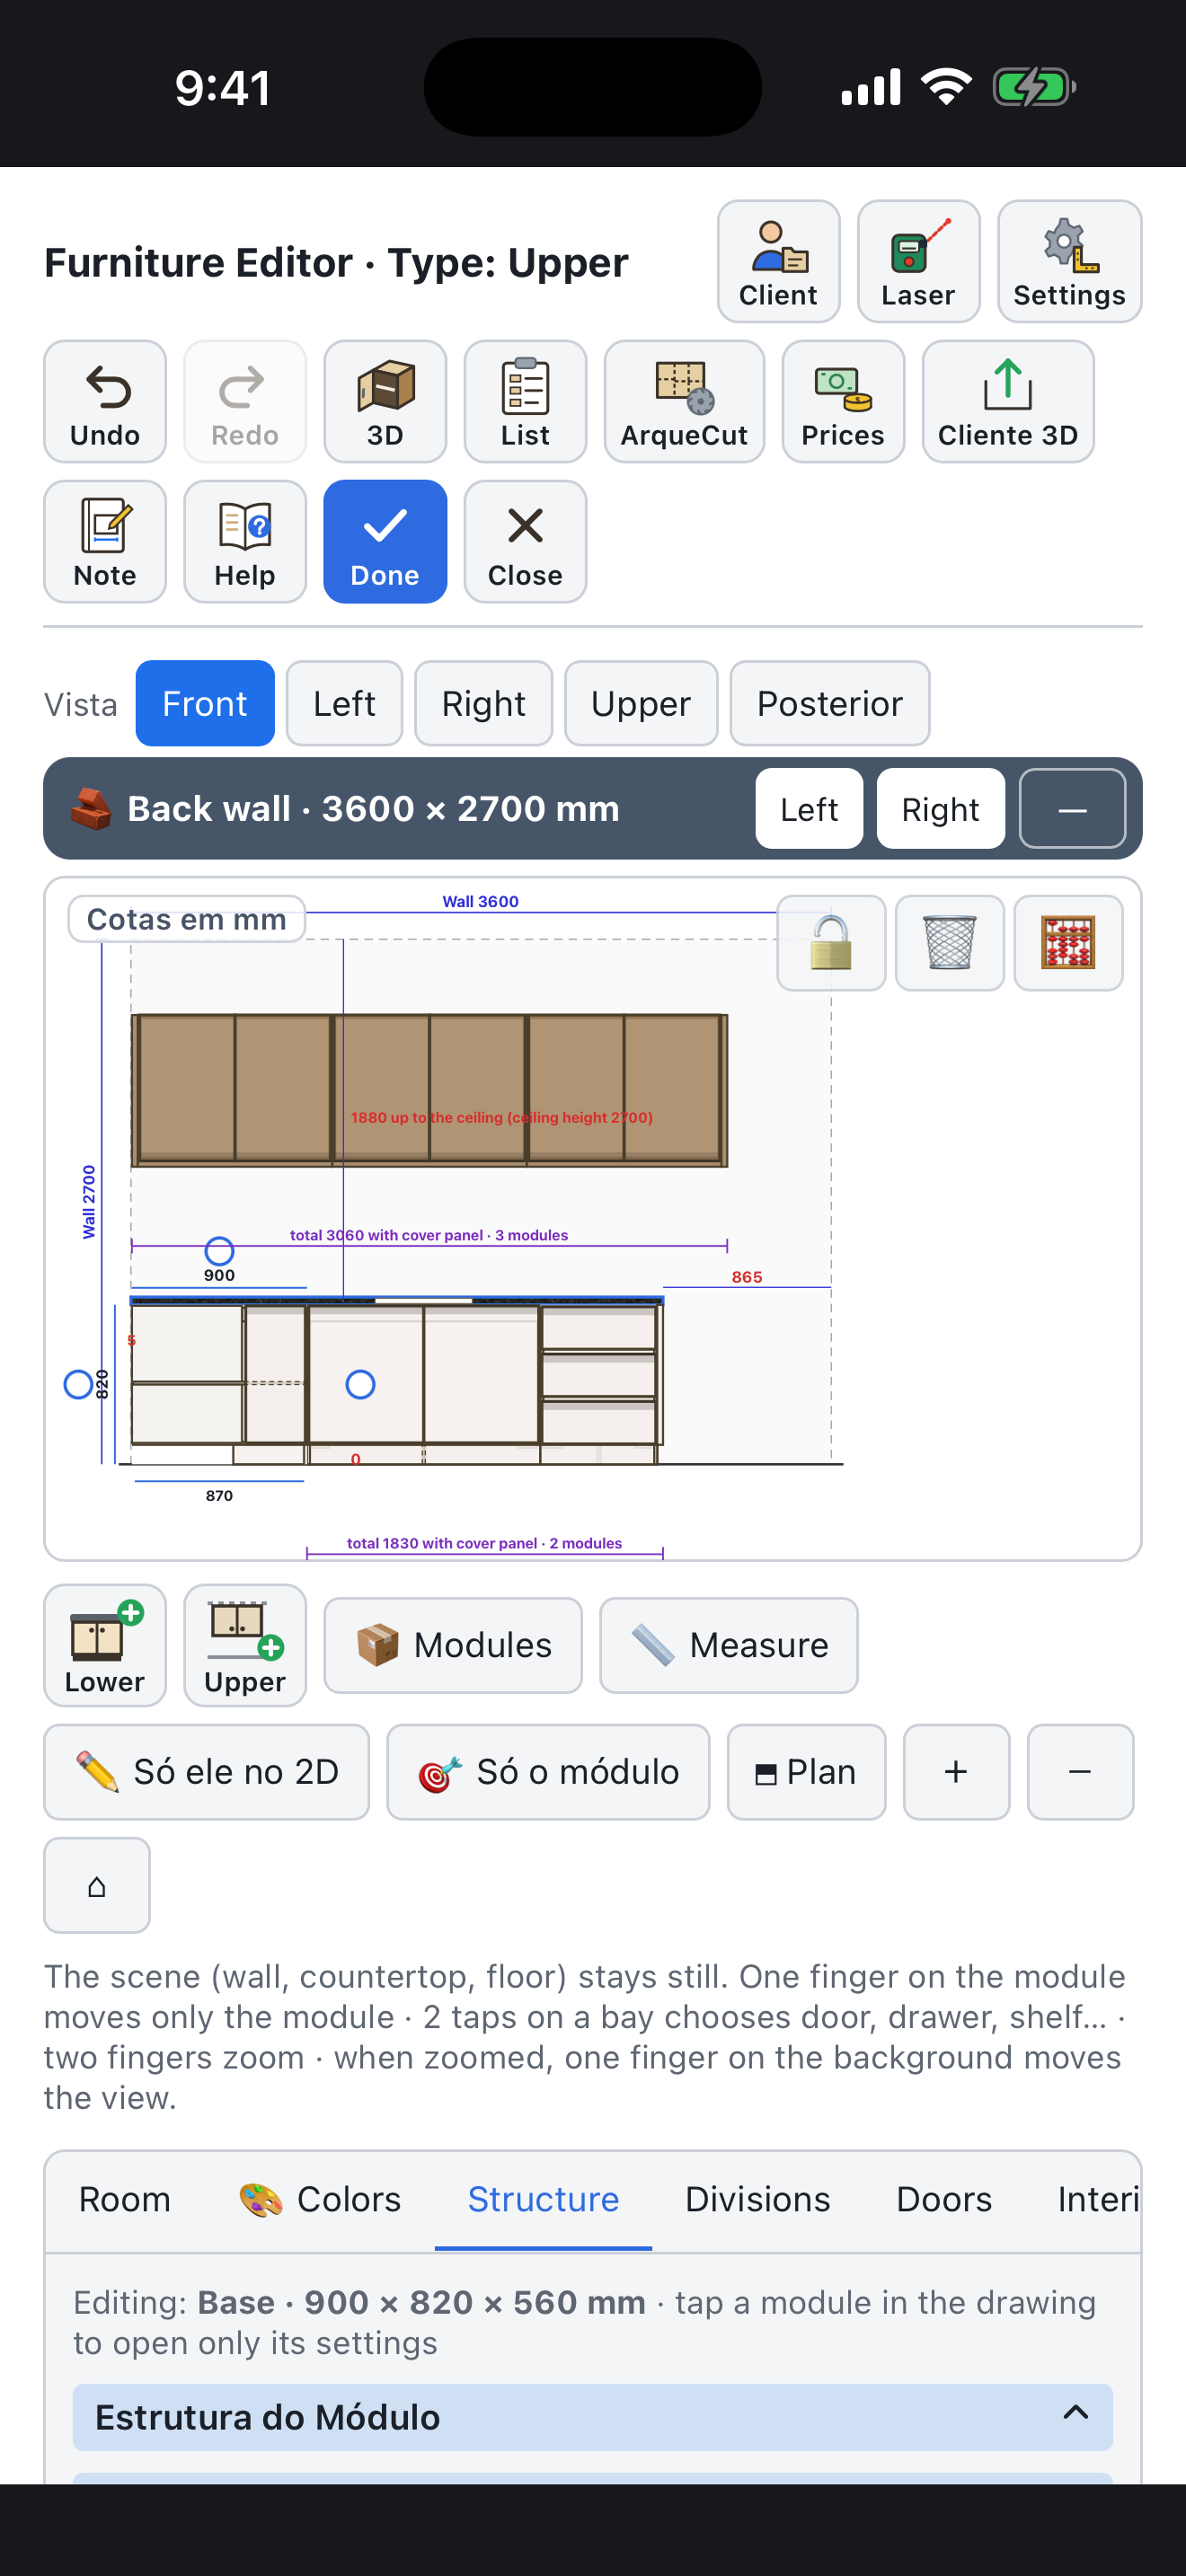 9:41
Furniture Editor · Type: Upper
Client
Laser
Settings
Undo
Redo
3D
List
ArqueCut
Prices
Cliente 3D
Note
Help
Done
Close
Vista
Front
Left
Right
Upper
Posterior
Back wall · 3600 × 2700 mm
Left
Right
—
Cotas em mm
Wall 3600
1880 up to the ceiling (ceiling height 2700)
Wall 2700
total 3060 with cover panel · 3 modules
900
865
5
820
0
870
total 1830 with cover panel · 2 modules
Lower
Upper
Modules
Measure
Só ele no 2D
Só o módulo
Plan
+
−
The scene (wall, countertop, floor) stays still. One finger on the module
moves only the module · 2 taps on a bay chooses door, drawer, shelf... ·
two fingers zoom · when zoomed, one finger on the background moves
the view.
Room
Colors
Structure
Divisions
Doors
Interi
Editing: Base · 900 × 820 × 560 mm · tap a module in the drawing
to open only its settings
Estrutura do Módulo